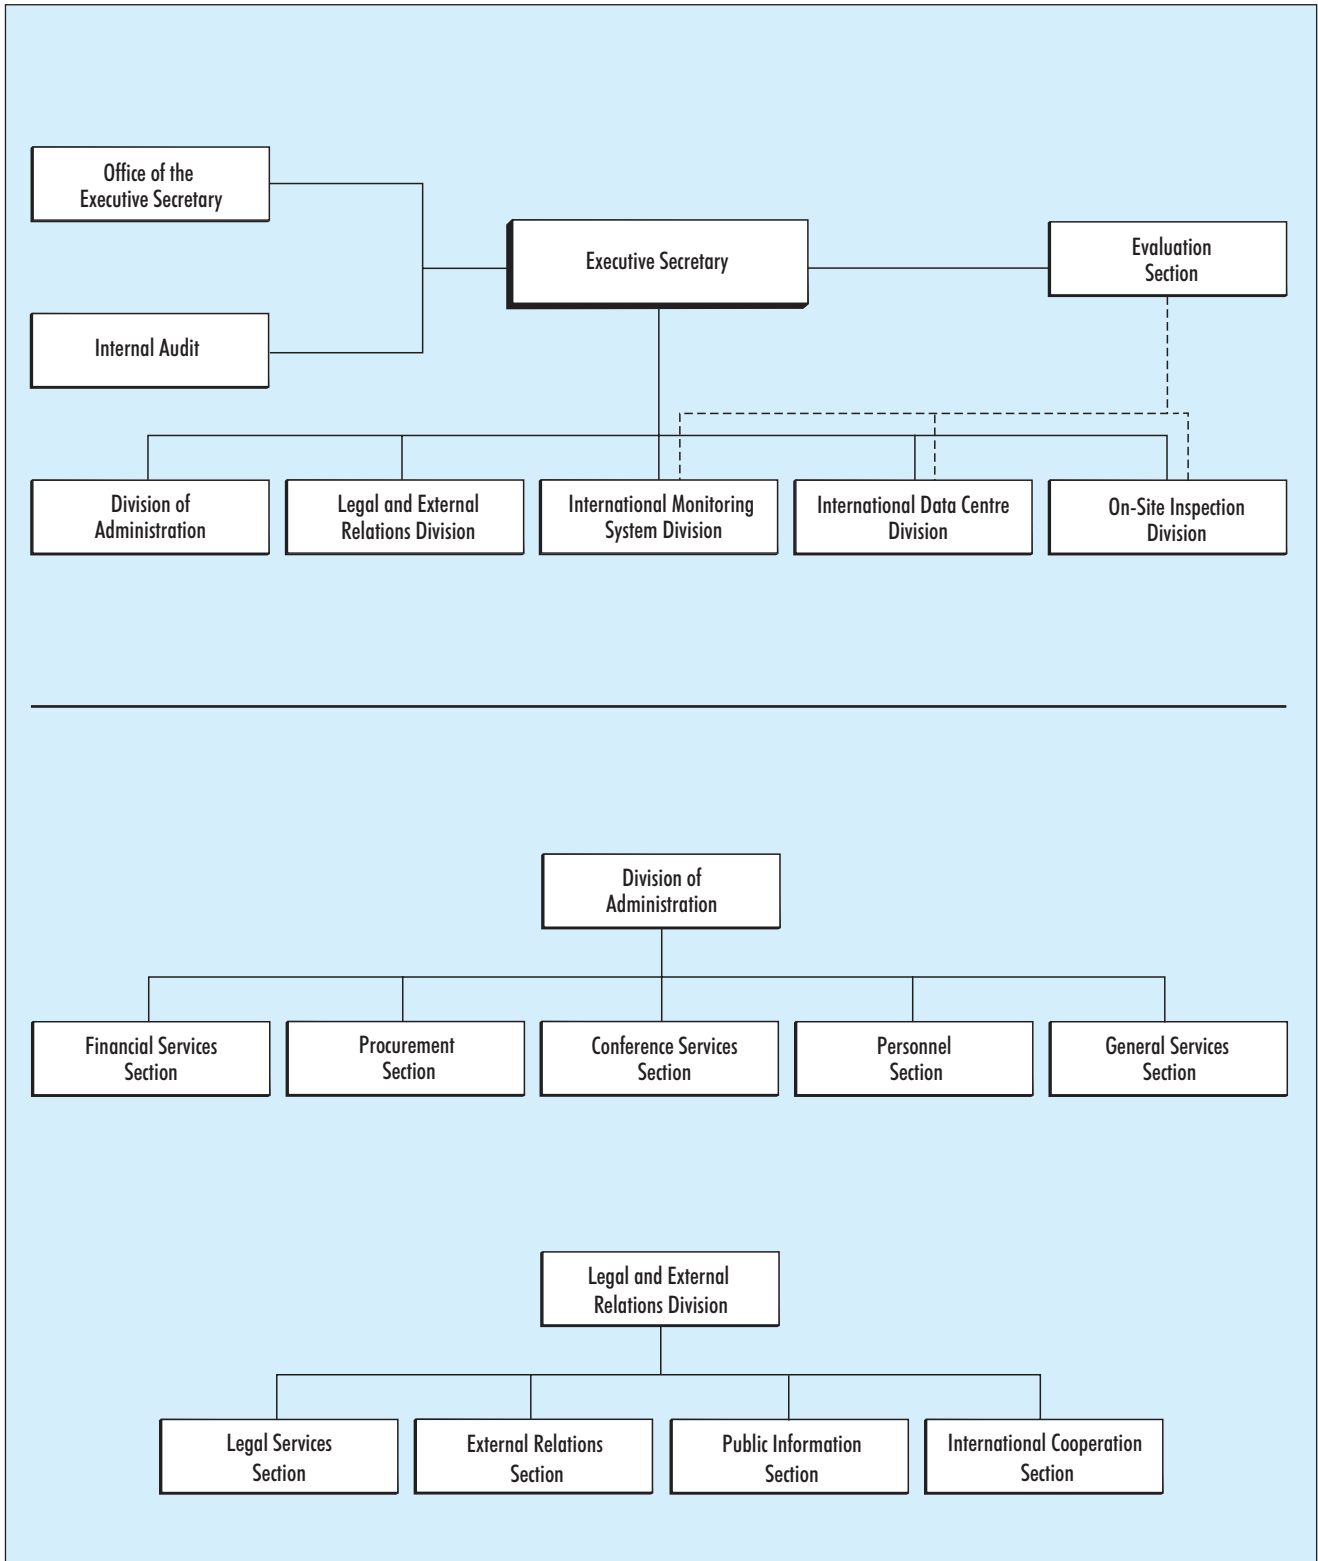 Office of the
Executive Secretary
Executive Secretary
Evaluation
Section
Internal Audit
Division of
Administration
Legal and External
Relations Division
International Monitoring
System Division
International Data Centre
Division
On-Site Inspection
Division
Division of
Administration
Financial Services
Section
Procurement
Section
Conference Services
Section
Personnel
Section
General Services
Section
Legal and External
Relations Division
Legal Services
Section
External Relations
Section
Public Information
Section
International Cooperation
Section